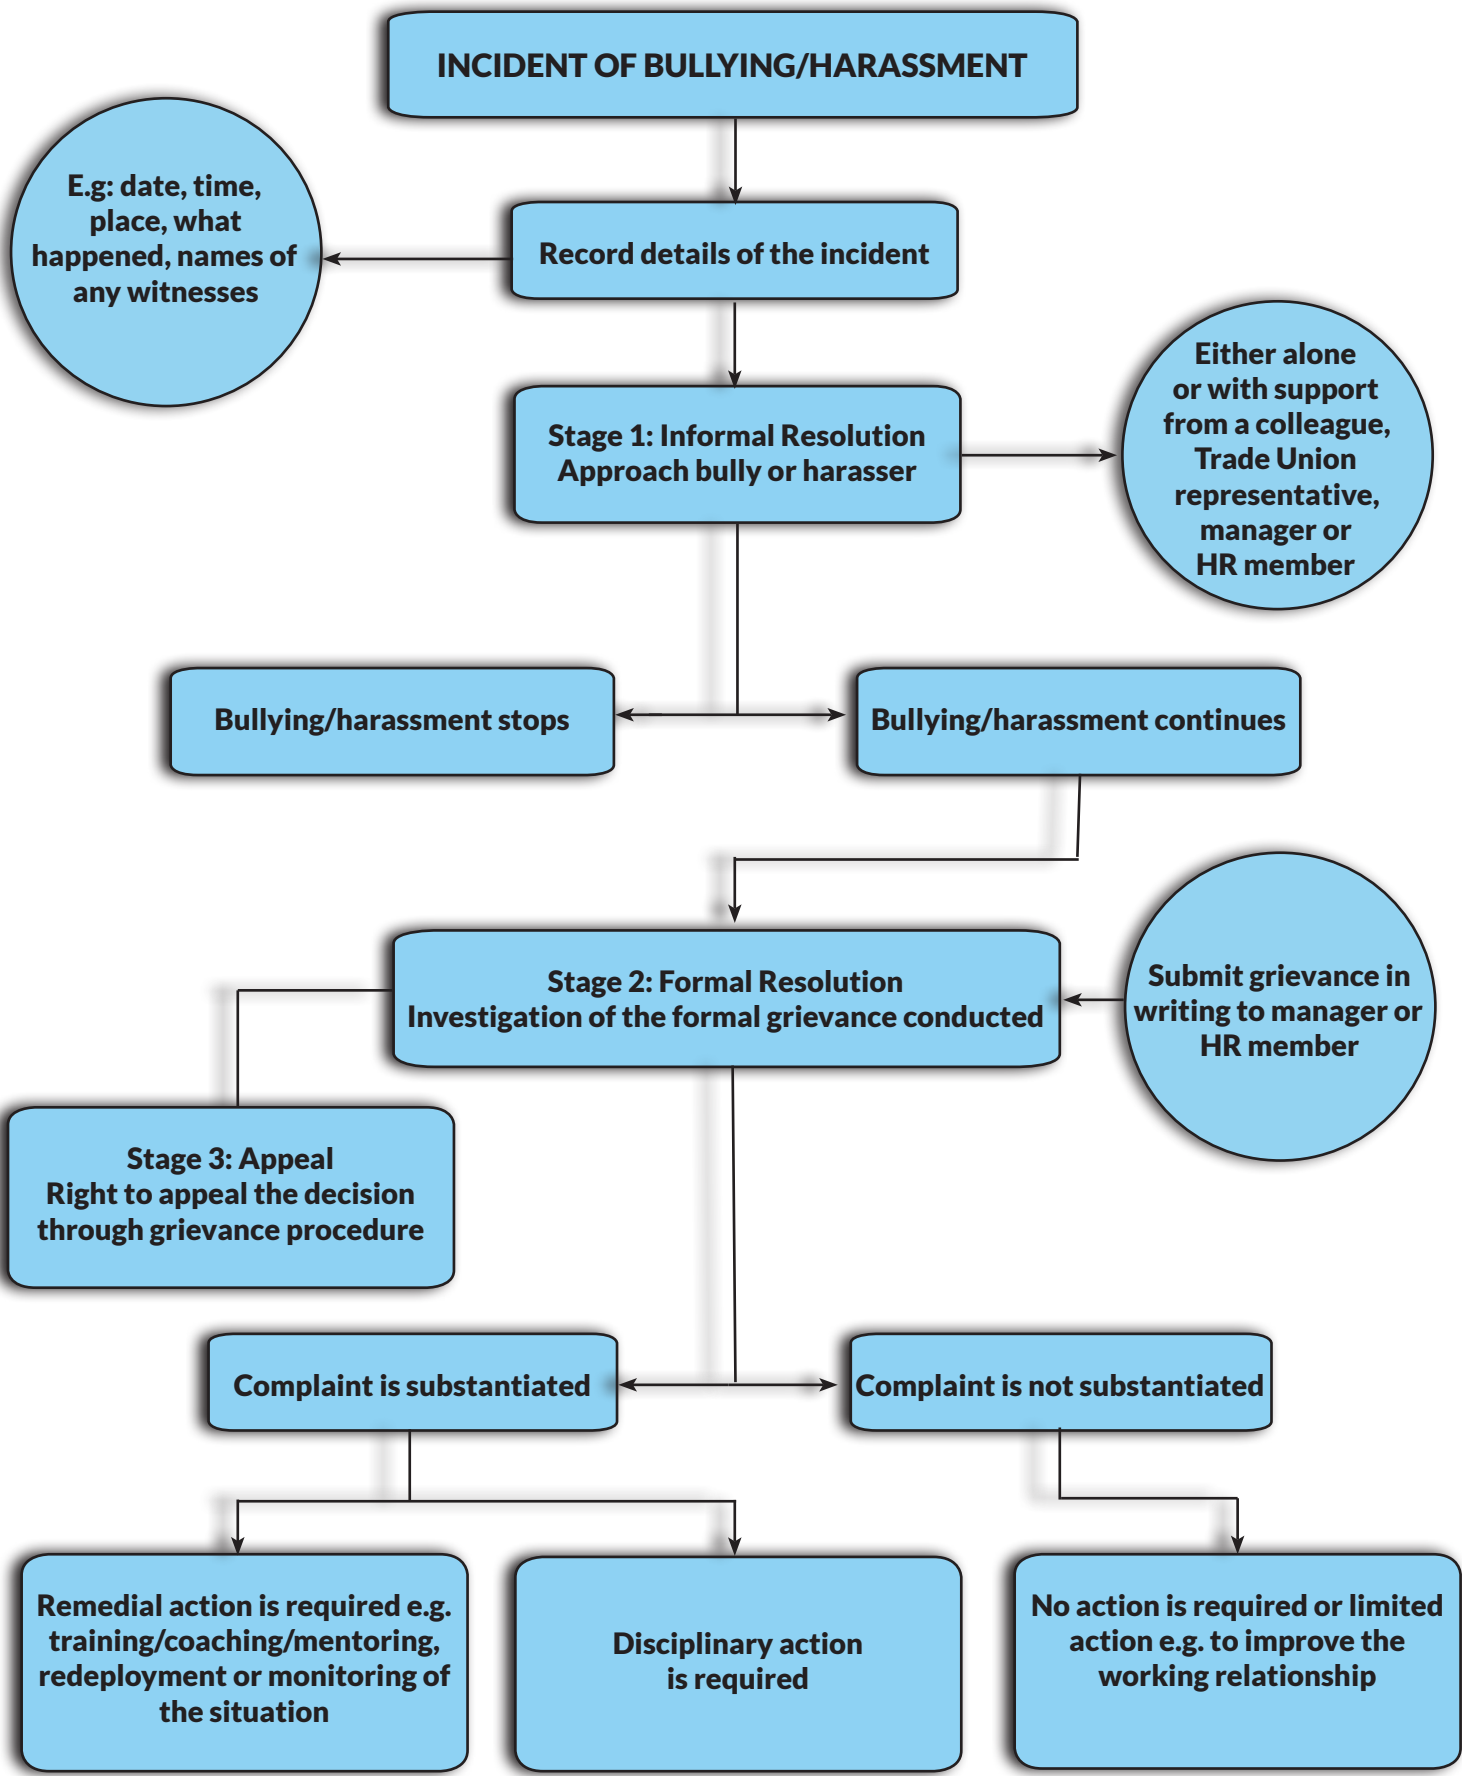 INCIDENT OF BULLYING/HARASSMENT
E.g: date, time,
place, what
happened, names of
any witnesses
Record details of the incident
Either alone
or with support
from a colleague,
Trade Union
representative,
manager or
HR member
Stage 1: Informal Resolution
Approach bully or harasser
Bullying/harassment stops
Bullying/harassment continues
Stage 2: Formal Resolution
Investigation of the formal grievance conducted
Submit grievance in
writing to manager or
HR member
Stage 3: Appeal
Right to appeal the decision
through grievance procedure
Complaint is substantiated
Complaint is not substantiated
Remedial action is required e.g.
training/coaching/mentoring,
redeployment or monitoring of
the situation
Disciplinary action
is required
No action is required or limited
action e.g. to improve the
working relationship